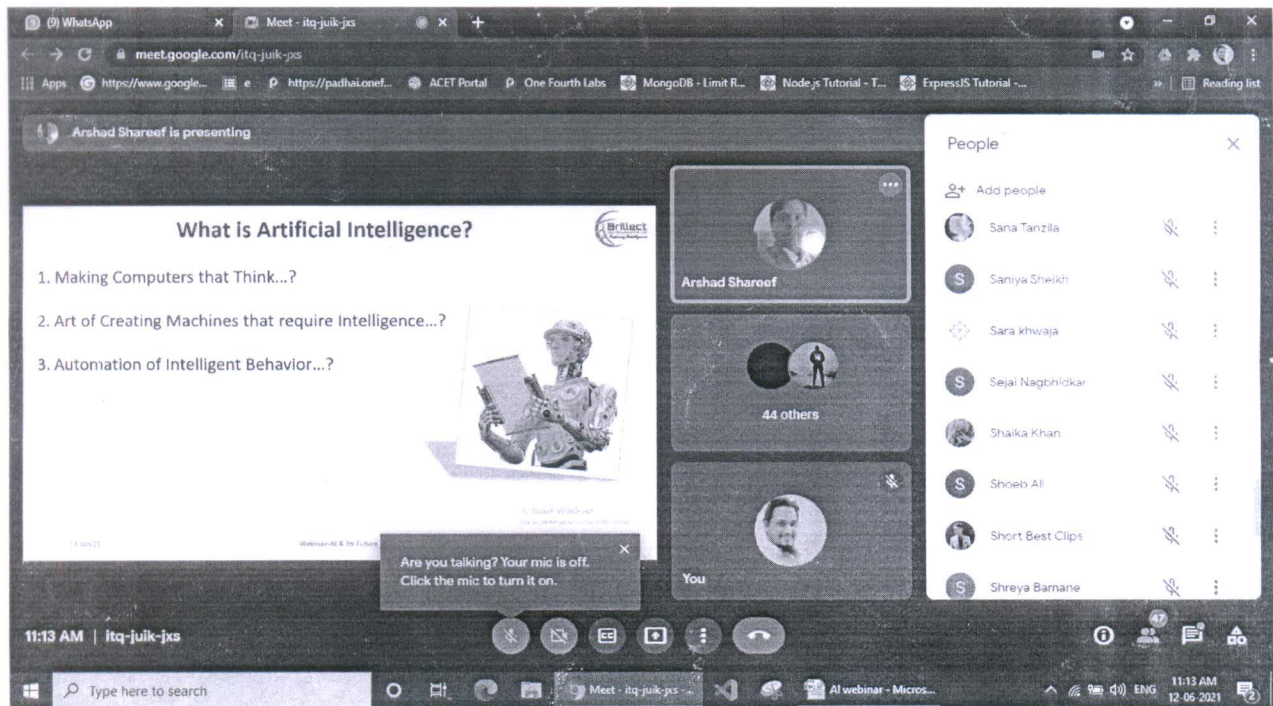 (9) WhatsApp
Meet - itq-juik-jxs
meet.google.com/itq-juik-jxs
Apps
https://www.google...
e
https://padhai.onef...
ACET Portal
One Fourth Labs
MongoDB - Limit R...
Node.js Tutorial - T...
ExpressJS Tutorial -...
»
Reading list
Arshad Shareef is presenting
What is Artificial Intelligence?
Brillect
1. Making Computers that Think...?
2. Art of Creating Machines that require Intelligence...?
3. Automation of Intelligent Behavior...?
Webinar-AI & its Future
Arshad Shareef
44 others
You
People
Add people
Sana Tanzila
S Saniya Sheikh
Sara khwaja
S Sejal Nagbhidkar
Shaika Khan
S Shoeb Ali
Short Best Clips
S Shreya Barnane
Are you talking? Your mic is off.
Click the mic to turn it on.
11:13 AM | itq-juik-jxs
47
Type here to search
Meet - itq-juik-jxs -...
AI webinar - Micros...
ENG
11:13 AM
12-06-2021
2